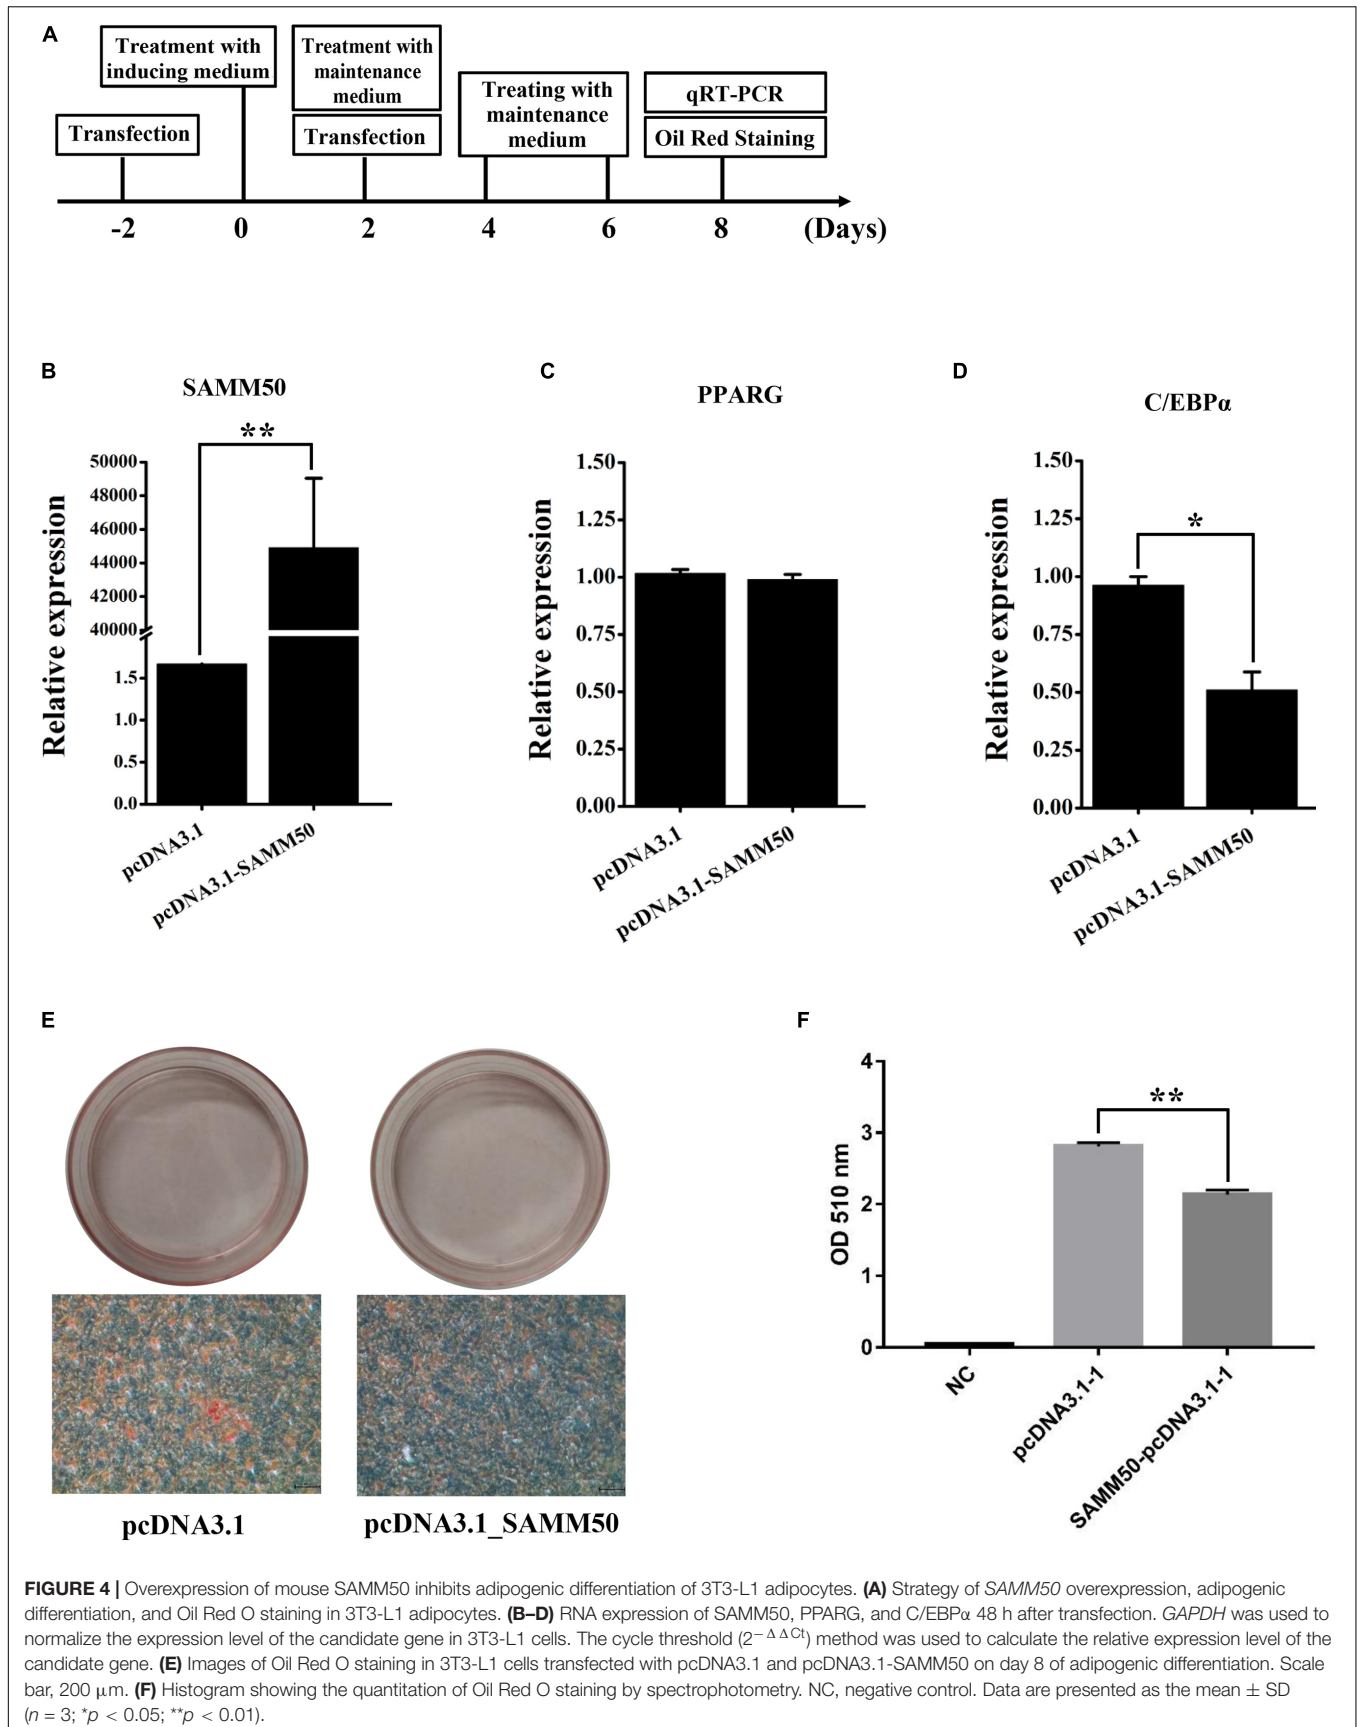 A
Treatment with
inducing medium
Treatment with
maintenance
medium
Treating with
maintenance
medium
qRT-PCR
Transfection
Transfection
Oil Red Staining
-2
0
2
4
6
8
(Days)
B
SAMM50
**
Relative expression
50000
48000
46000
44000
42000
40000
1.5
1.0
0.5
0.0
pcDNA3.1
pcDNA3.1-SAMM50
C
PPARG
Relative expression
1.50
1.25
1.00
0.75
0.50
0.25
0.00
pcDNA3.1
pcDNA3.1-SAMM50
D
C/EBPα
*
Relative expression
1.50
1.25
1.00
0.75
0.50
0.25
0.00
pcDNA3.1
pcDNA3.1-SAMM50
E
pcDNA3.1
pcDNA3.1_SAMM50
F
**
OD 510 nm
4
3
2
1
0
NC
pcDNA3.1-1
SAMM50-pcDNA3.1-1
FIGURE 4 | Overexpression of mouse SAMM50 inhibits adipogenic differentiation of 3T3-L1 adipocytes. (A) Strategy of SAMM50 overexpression, adipogenic
differentiation, and Oil Red O staining in 3T3-L1 adipocytes. (B–D) RNA expression of SAMM50, PPARG, and C/EBPα 48 h after transfection. GAPDH was used to
normalize the expression level of the candidate gene in 3T3-L1 cells. The cycle threshold (2−ΔΔCt) method was used to calculate the relative expression level of the
candidate gene. (E) Images of Oil Red O staining in 3T3-L1 cells transfected with pcDNA3.1 and pcDNA3.1-SAMM50 on day 8 of adipogenic differentiation. Scale
bar, 200 μm. (F) Histogram showing the quantitation of Oil Red O staining by spectrophotometry. NC, negative control. Data are presented as the mean ± SD
(n = 3; *p < 0.05; **p < 0.01).